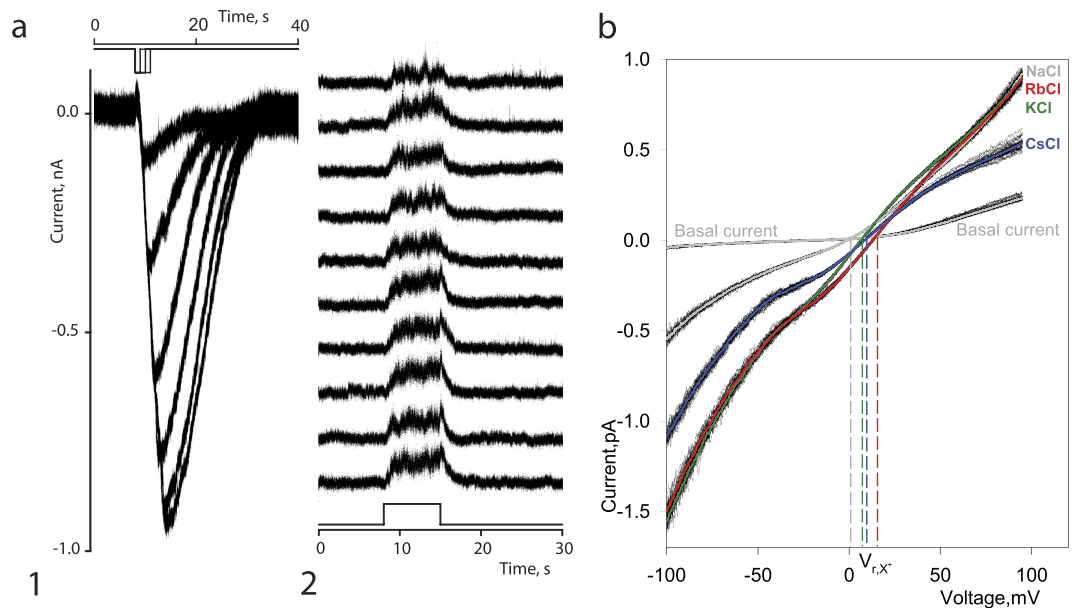 a
Time, s
0 20 40
0.0
-0.5
-1.0
Current, nA
1
0 10 20 30
Time, s
2
b
1.0
0.5
0.0
-0.5
-1.0
-1.5
Current,pA
NaCl
RbCl
KCl
CsCl
Basal current
Basal current
Vr,X+
-100 -50 0 50 100
Voltage,mV